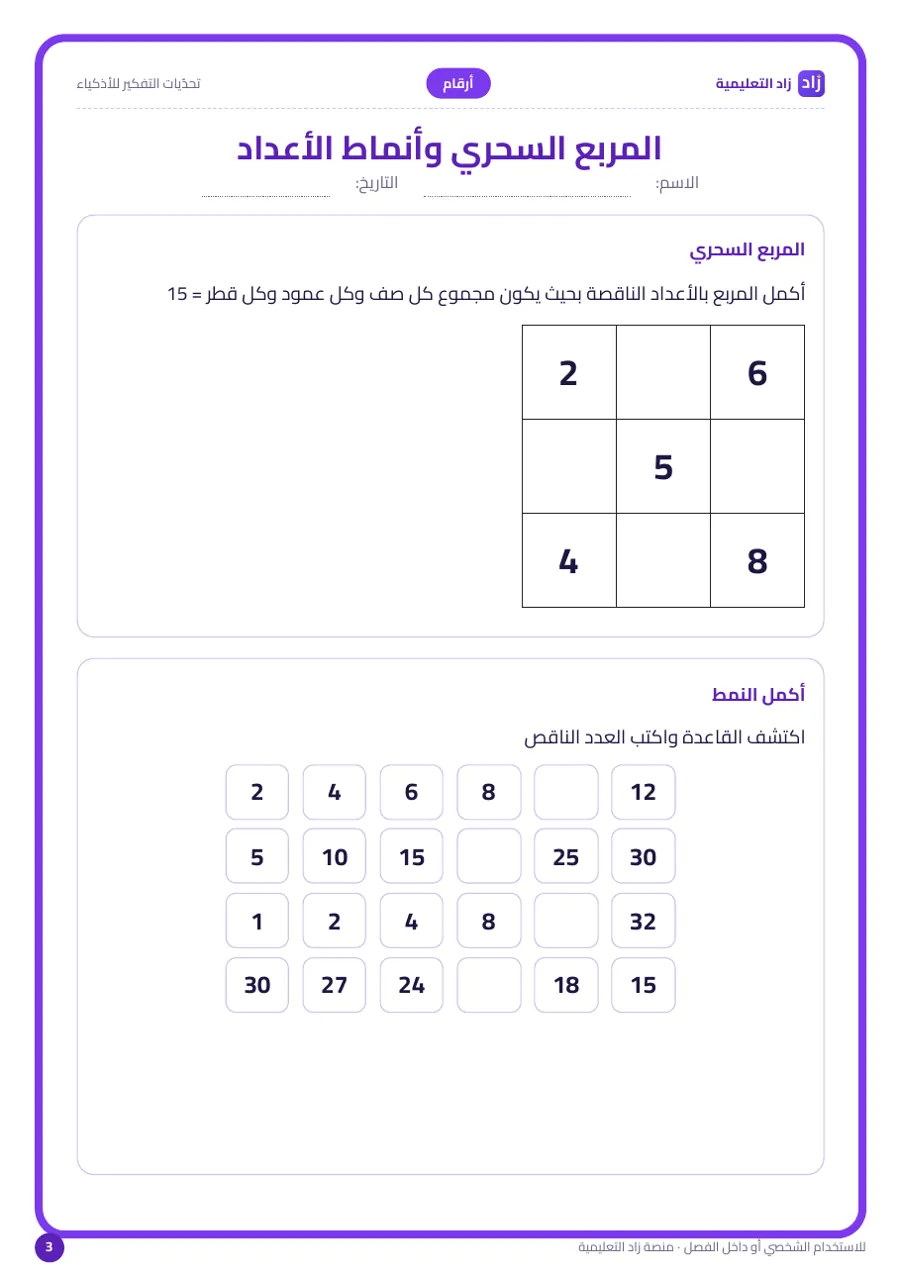 زاد زاد التعليمية
أرقام
تحدّيات التفكير للأذكياء
المربع السحري وأنماط الأعداد
الاسم:
التاريخ:
المربع السحري
أكمل المربع بالأعداد الناقصة بحيث يكون مجموع كل صف وكل عمود وكل قطر = 15
2 6
5
4 8
أكمل النمط
اكتشف القاعدة واكتب العدد الناقص
2 4 6 8 12
5 10 15 25 30
1 2 4 8 32
30 27 24 18 15
للاستخدام الشخصي أو داخل الفصل · منصة زاد التعليمية
3